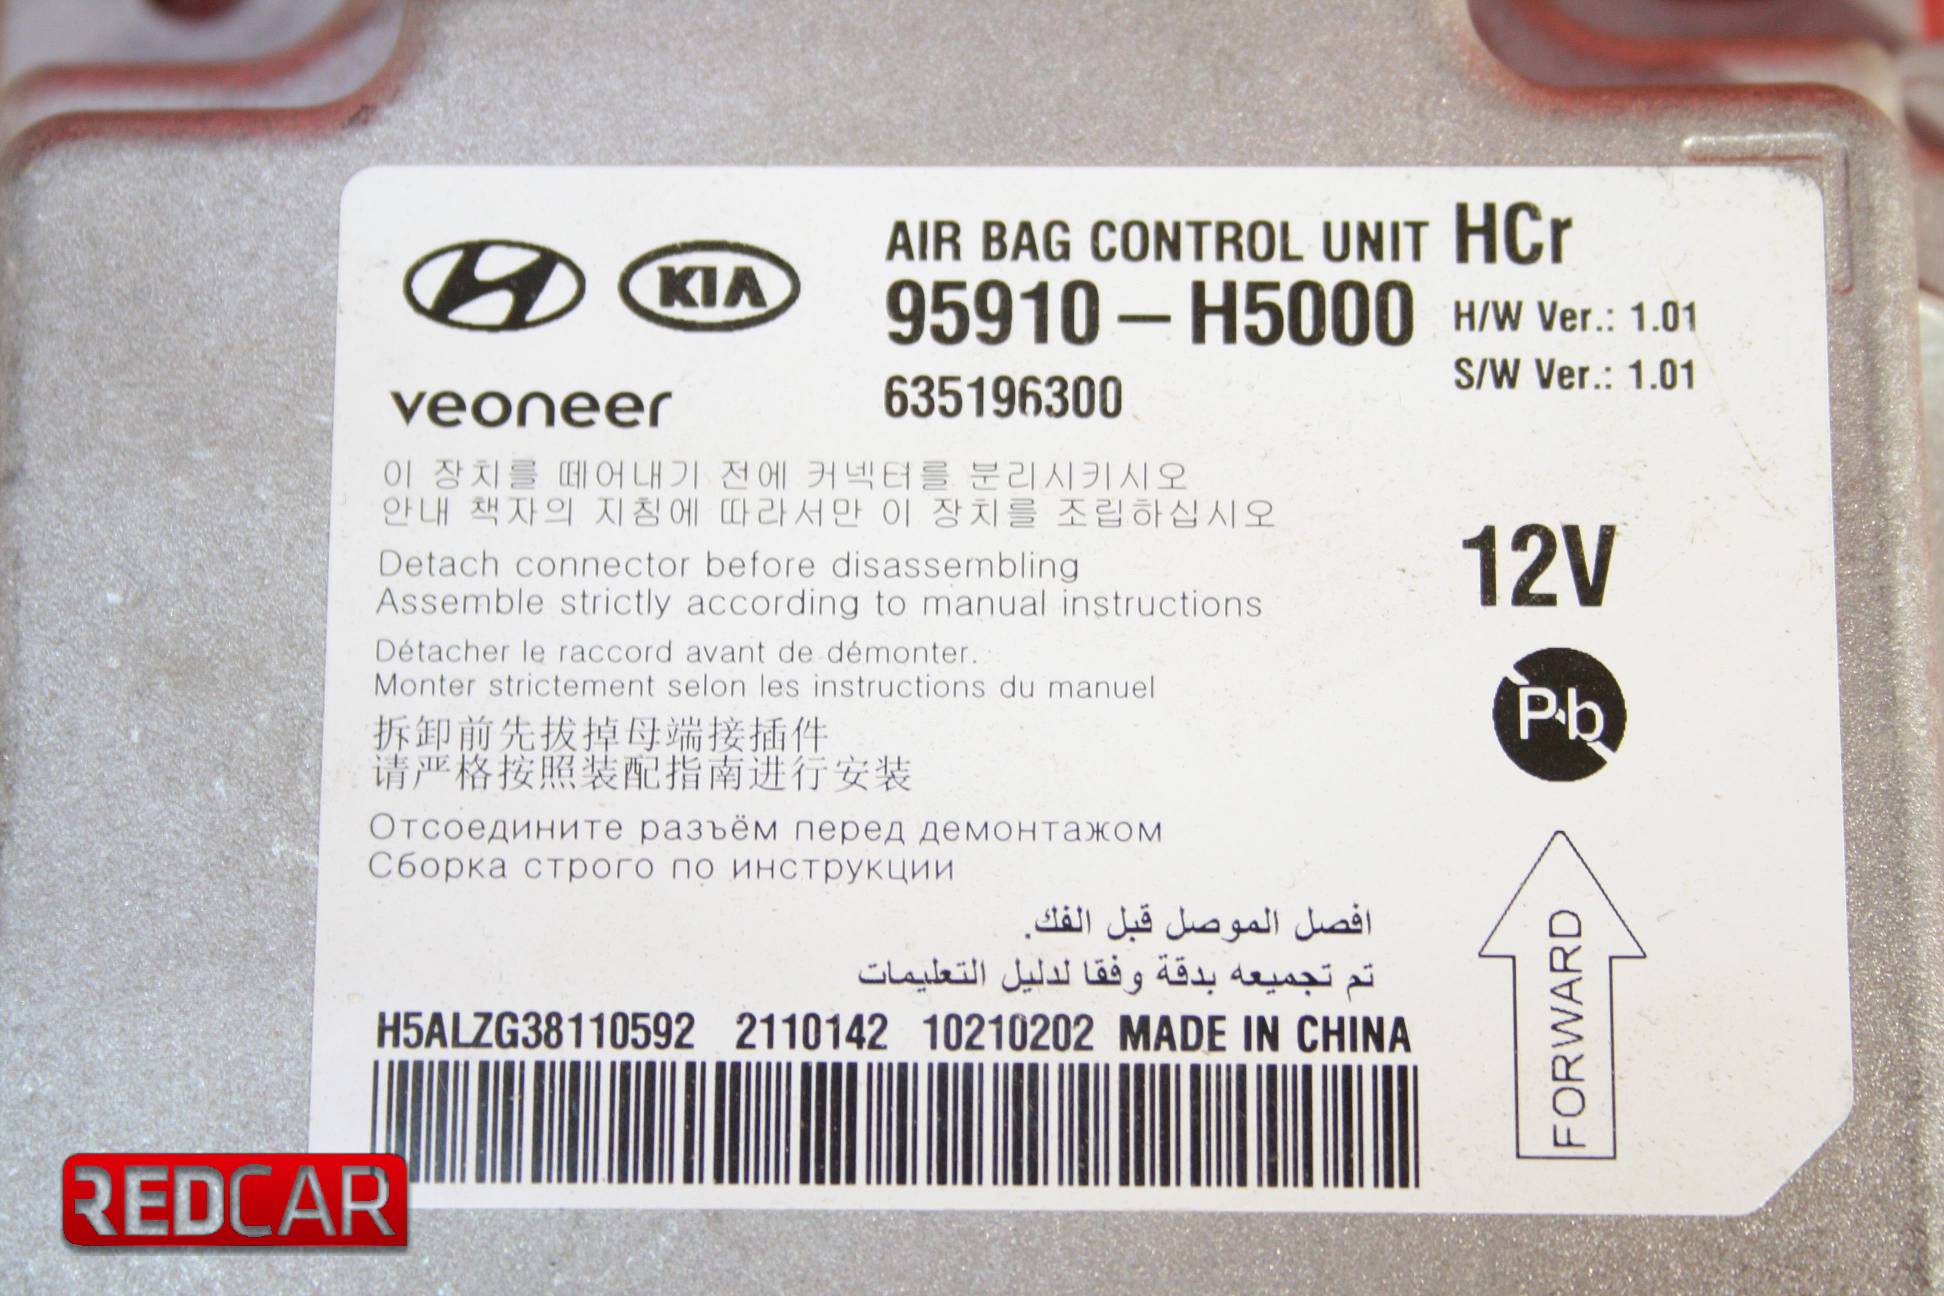 AIR BAG CONTROL UNIT HCr
KIA
95910-H5000
H/W Ver.: 1.01
veoneer
635196300
S/W Ver.: 1.01
이 장치를 떼어내기 전에 커넥터를 분리시키시오
안내 책자의 지침에 따라서만 이 장치를 조립하십시오
12V
Detach connector before disassembling
Assemble strictly according to manual instructions
Détacher le raccord avant de démonter.
Monter strictement selon les instructions du manuel
Pb
拆卸前先拔掉母端接插件
请严格按照装配指南进行安装
Отсоедините разъём перед демонтажом
Сборка строго по инструкции
افصل الموصل قبل الفك.
تم تجميعه بدقة وفقا لدليل التعليمات
FORWARD
H5ALZG38110592 2110142 10210202 MADE IN CHINA
REDCAR